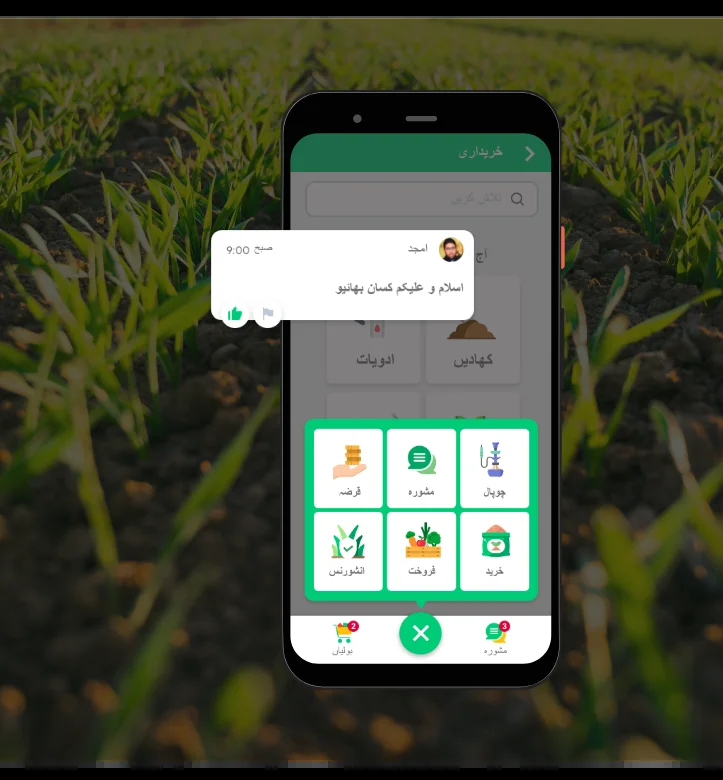 خریداری
تلاش کریں
اج
امجد
9:00 صبح
اسلام و علیکم کسان بھائیو
کھادیں
ادویات
چوپال
مشورہ
قرضہ
خرید
فروخت
انشورنس
3
مشورہ
2
بولیاں